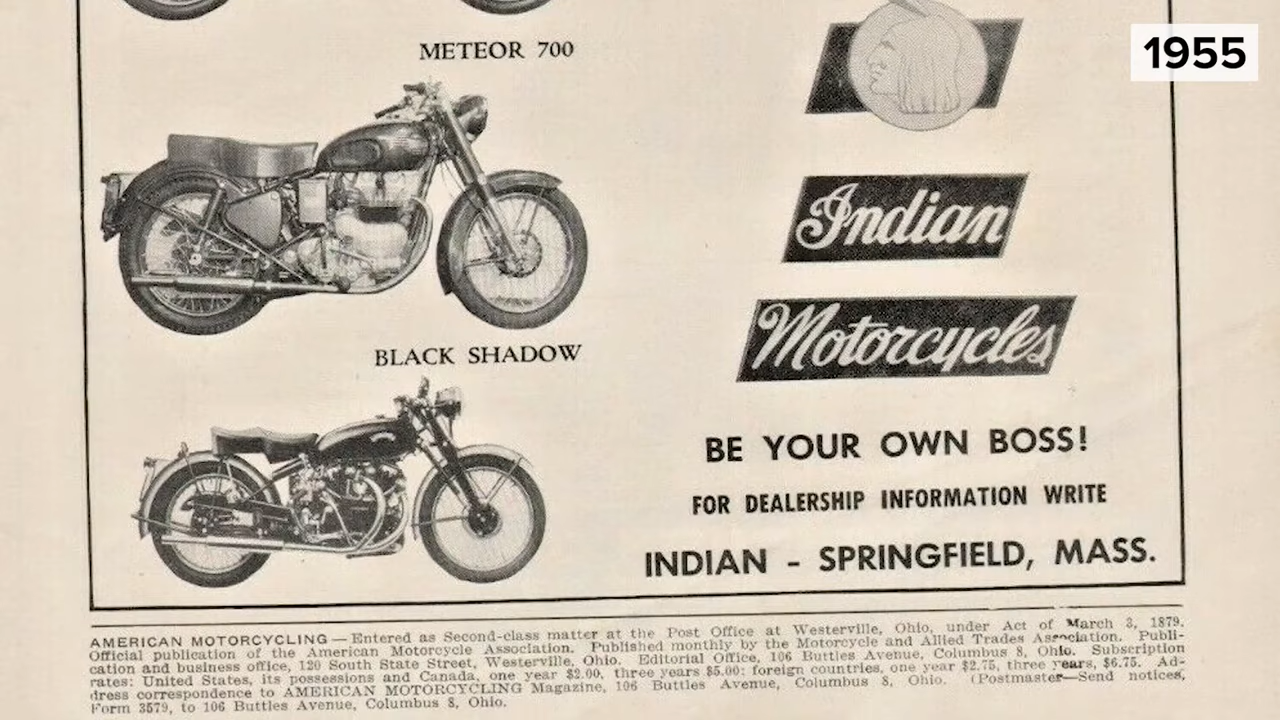 1955
METEOR 700
BLACK SHADOW
Indian
Motorcycles
BE YOUR OWN BOSS!
FOR DEALERSHIP INFORMATION WRITE
INDIAN - SPRINGFIELD, MASS.
AMERICAN MOTORCYCLING — Entered as Second-class matter at the Post Office at Westerville, Ohio, under Act of March 3, 1879.
Official publication of the American Motorcycle Association. Published monthly by the Motorcycle and Allied Trades Association. Publi-
cation and business office, 120 South State Street, Westerville, Ohio. Editorial Office, 106 Buttles Avenue, Columbus 8, Ohio. Subscription
rates: United States, its possessions and Canada, one year $2.00, three years $5.00; foreign countries, one year $2.75, three years, $6.75. Ad-
dress correspondence to AMERICAN MOTORCYCLING Magazine, 106 Buttles Avenue, Columbus 8, Ohio. (Postmaster—Send notices,
Form 3579, to 106 Buttles Avenue, Columbus 8, Ohio.